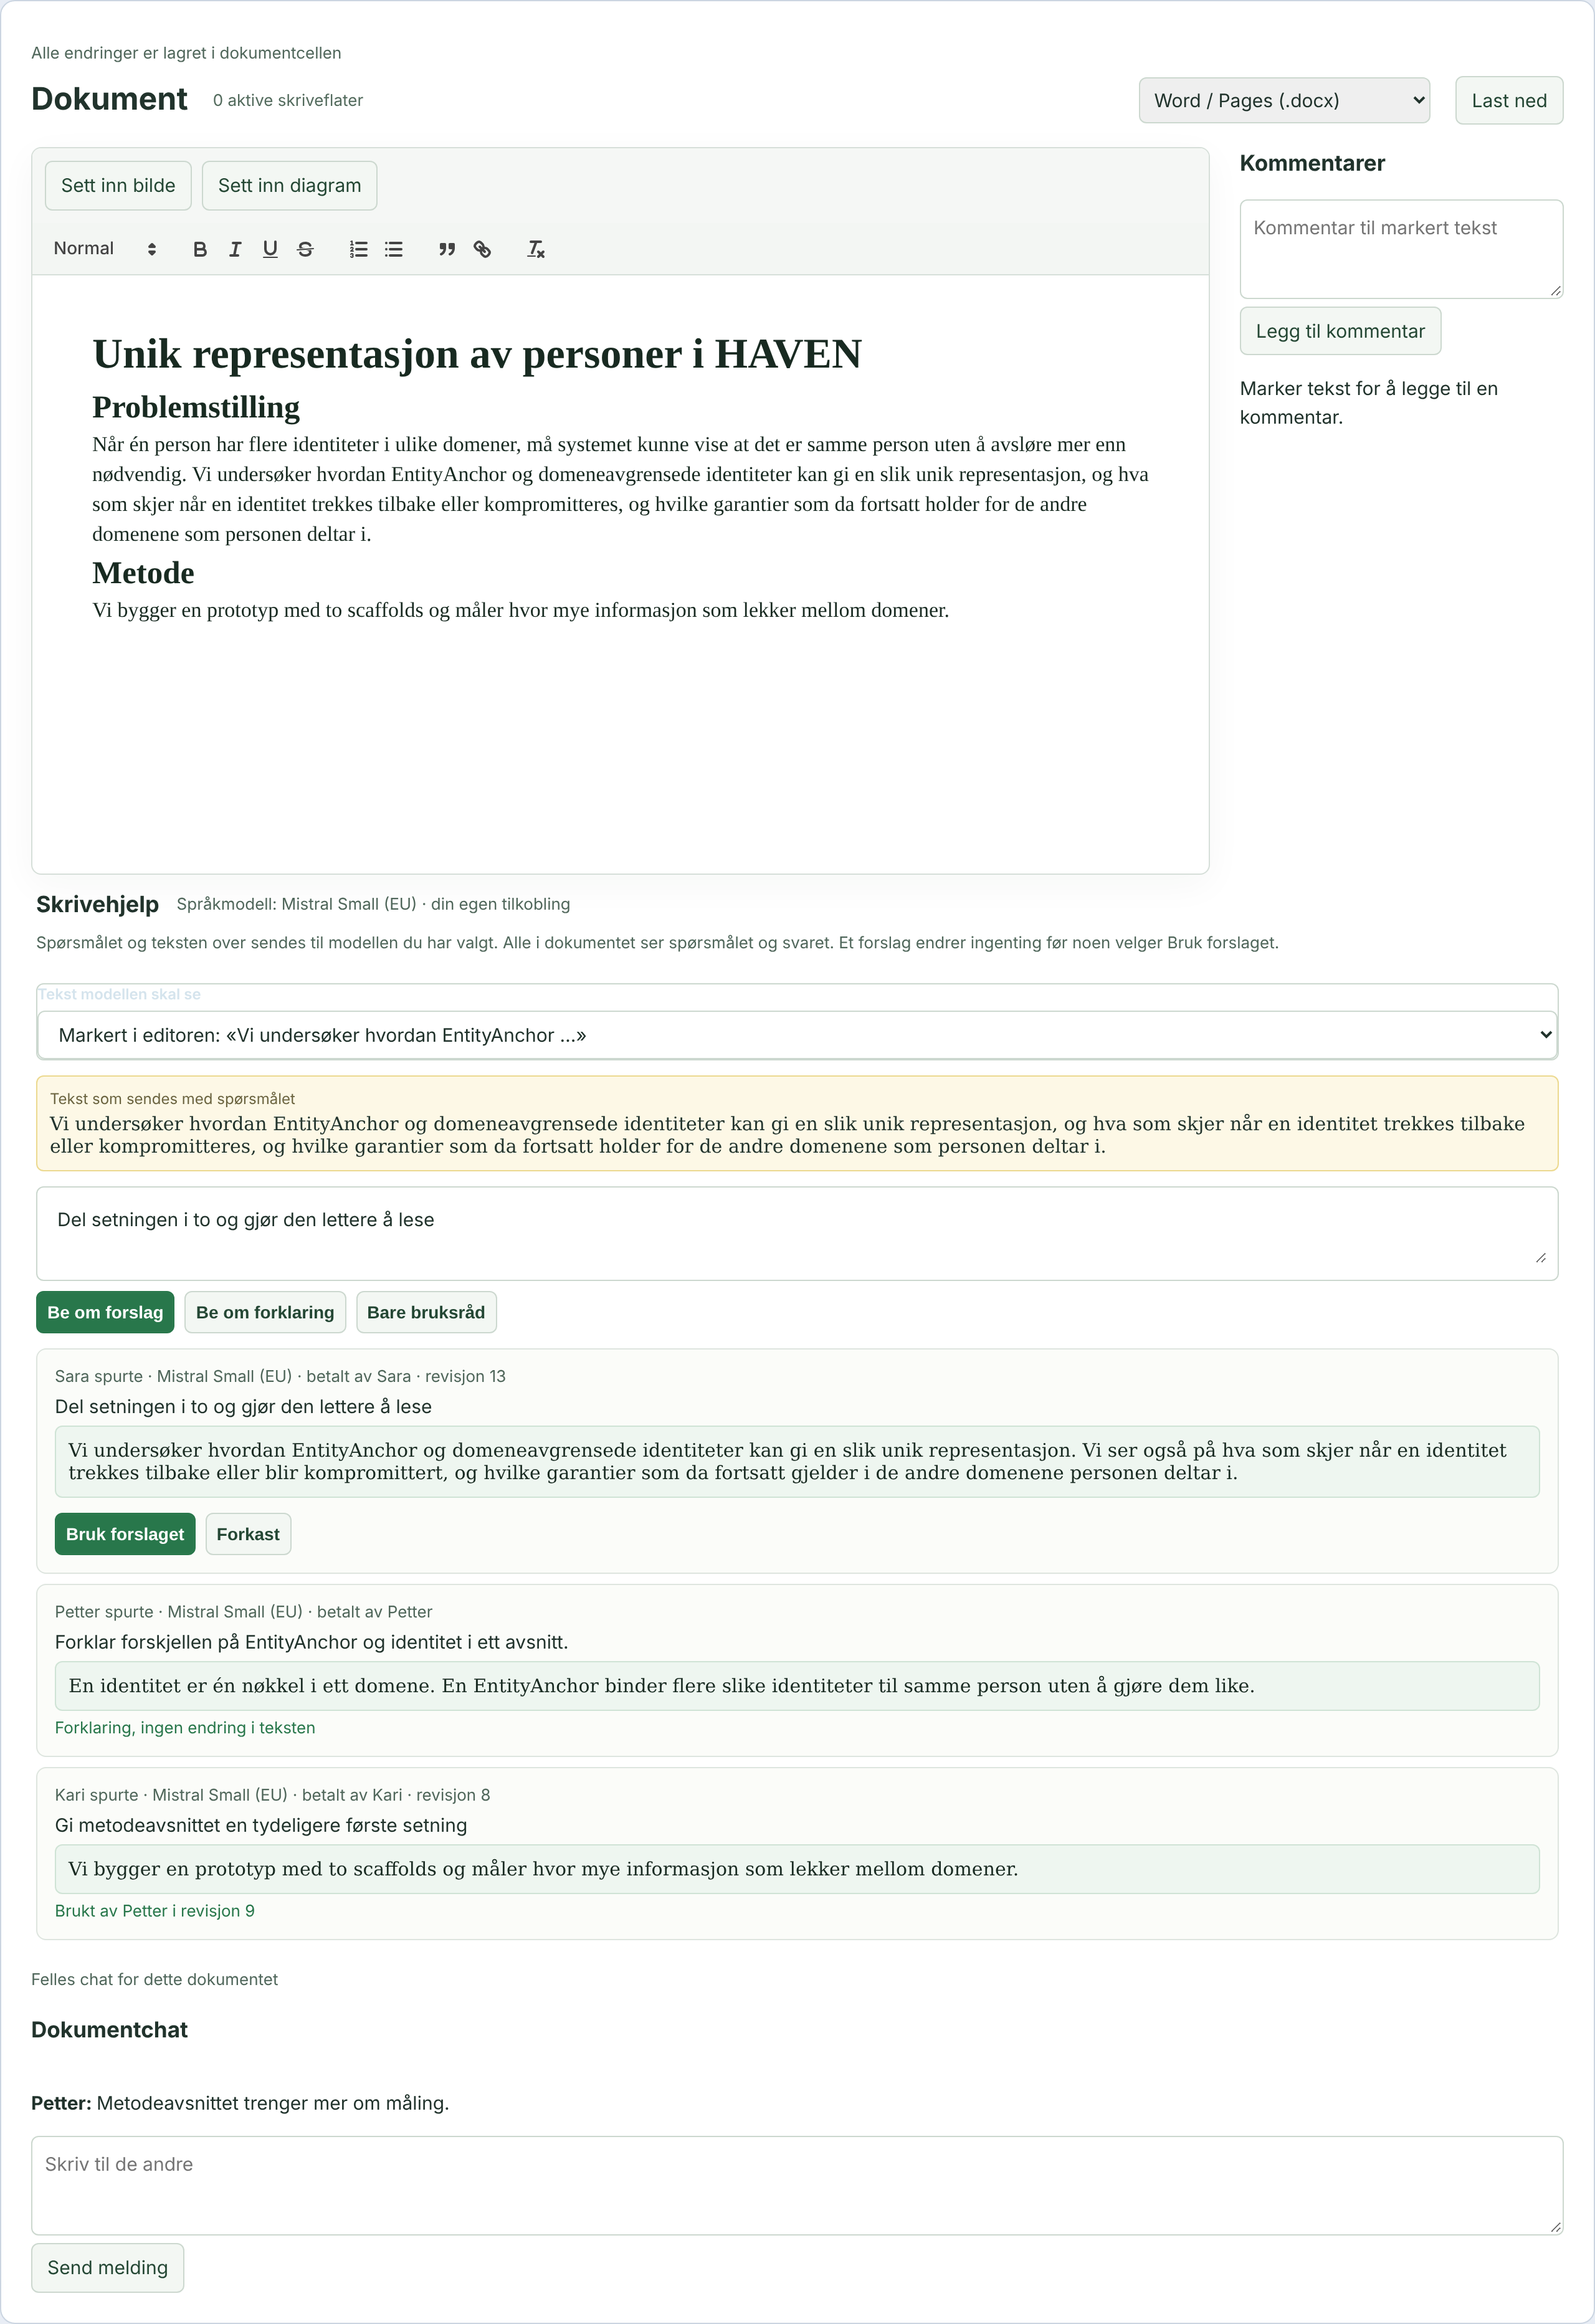 Alle endringer er lagret i dokumentcellen
Dokument
0 aktive skriveflater
Word / Pages (.docx)
Last ned
Sett inn bilde
Sett inn diagram
Normal
Unik representasjon av personer i HAVEN
Problemstilling
Når én person har flere identiteter i ulike domener, må systemet kunne vise at det er samme person uten å avsløre mer enn
nødvendig. Vi undersøker hvordan EntityAnchor og domeneavgrensede identiteter kan gi en slik unik representasjon, og hva
som skjer når en identitet trekkes tilbake eller kompromitteres, og hvilke garantier som da fortsatt holder for de andre
domenene som personen deltar i.
Metode
Vi bygger en prototyp med to scaffolds og måler hvor mye informasjon som lekker mellom domener.
Kommentarer
Kommentar til markert tekst
Legg til kommentar
Marker tekst for å legge til en
kommentar.
Skrivehjelp
Språkmodell: Mistral Small (EU) · din egen tilkobling
Spørsmålet og teksten over sendes til modellen du har valgt. Alle i dokumentet ser spørsmålet og svaret. Et forslag endrer ingenting før noen velger Bruk forslaget.
Tekst modellen skal se
Markert i editoren: «Vi undersøker hvordan EntityAnchor ...»
Tekst som sendes med spørsmålet
Vi undersøker hvordan EntityAnchor og domeneavgrensede identiteter kan gi en slik unik representasjon, og hva som skjer når en identitet trekkes tilbake
eller kompromitteres, og hvilke garantier som da fortsatt holder for de andre domenene som personen deltar i.
Del setningen i to og gjør den lettere å lese
Be om forslag
Be om forklaring
Bare bruksråd
Sara spurte · Mistral Small (EU) · betalt av Sara · revisjon 13
Del setningen i to og gjør den lettere å lese
Vi undersøker hvordan EntityAnchor og domeneavgrensede identiteter kan gi en slik unik representasjon. Vi ser også på hva som skjer når en identitet
trekkes tilbake eller blir kompromittert, og hvilke garantier som da fortsatt gjelder i de andre domenene personen deltar i.
Bruk forslaget
Forkast
Petter spurte · Mistral Small (EU) · betalt av Petter
Forklar forskjellen på EntityAnchor og identitet i ett avsnitt.
En identitet er én nøkkel i ett domene. En EntityAnchor binder flere slike identiteter til samme person uten å gjøre dem like.
Forklaring, ingen endring i teksten
Kari spurte · Mistral Small (EU) · betalt av Kari · revisjon 8
Gi metodeavsnittet en tydeligere første setning
Vi bygger en prototyp med to scaffolds og måler hvor mye informasjon som lekker mellom domener.
Brukt av Petter i revisjon 9
Felles chat for dette dokumentet
Dokumentchat
Petter: Metodeavsnittet trenger mer om måling.
Skriv til de andre
Send melding